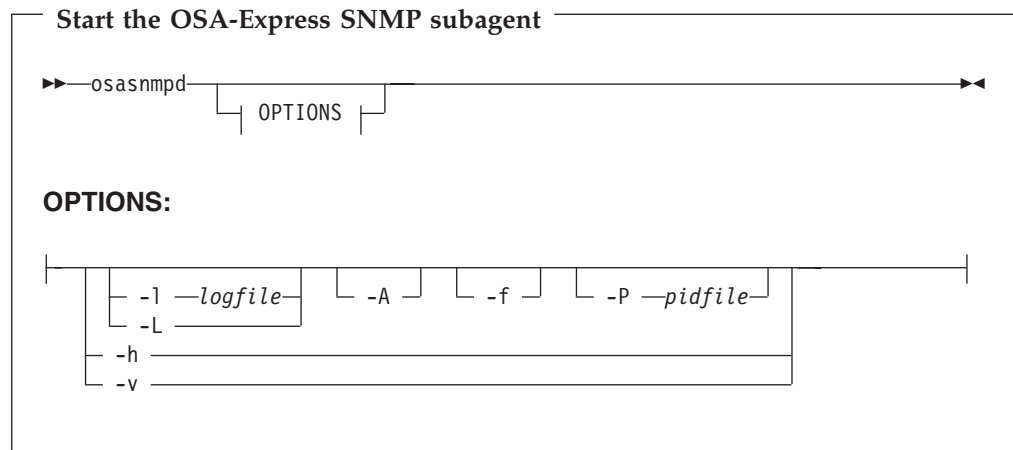 Start the OSA-Express SNMP subagent
osasnmpd
OPTIONS
OPTIONS:
-l logfile -A -f -P pidfile
-L
-h
-v